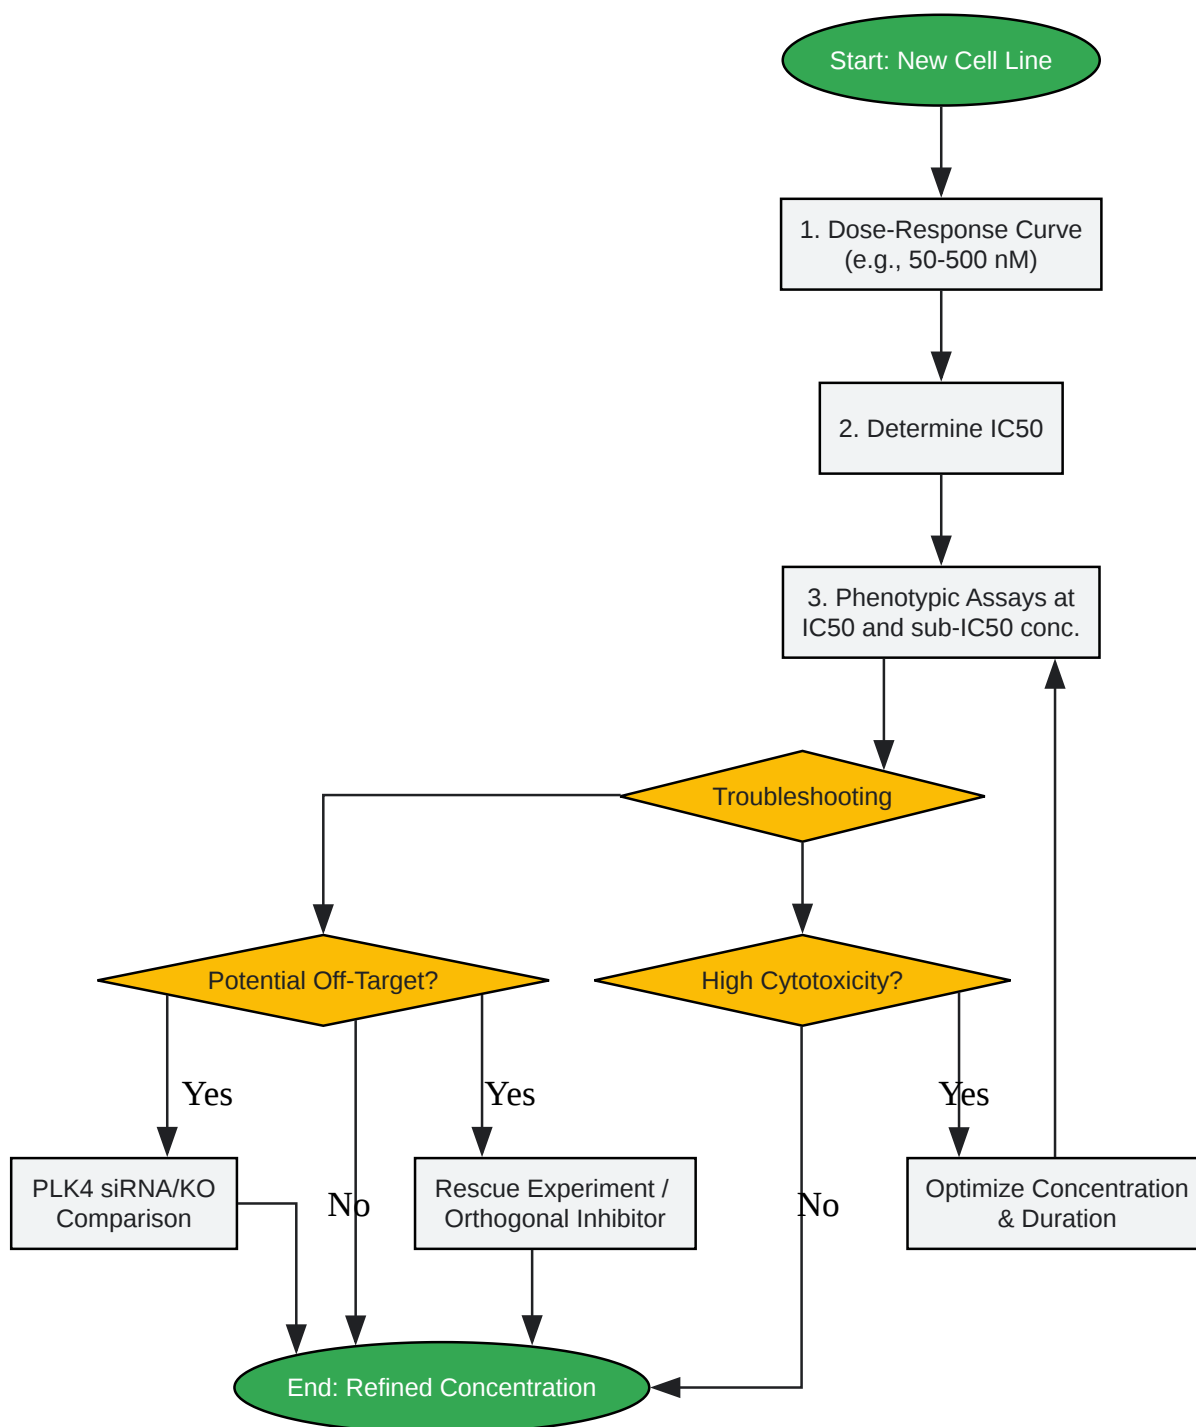 Start: New Cell Line
1. Dose-Response Curve
(e.g., 50-500 nM)
2. Determine IC50
3. Phenotypic Assays at
IC50 and sub-IC50 conc.
Troubleshooting
Potential Off-Target?
High Cytotoxicity?
Yes
Yes
Yes
PLK4 siRNA/KO
Comparison
No
Rescue Experiment /
Orthogonal Inhibitor
No
Optimize Concentration
& Duration
End: Refined Concentration